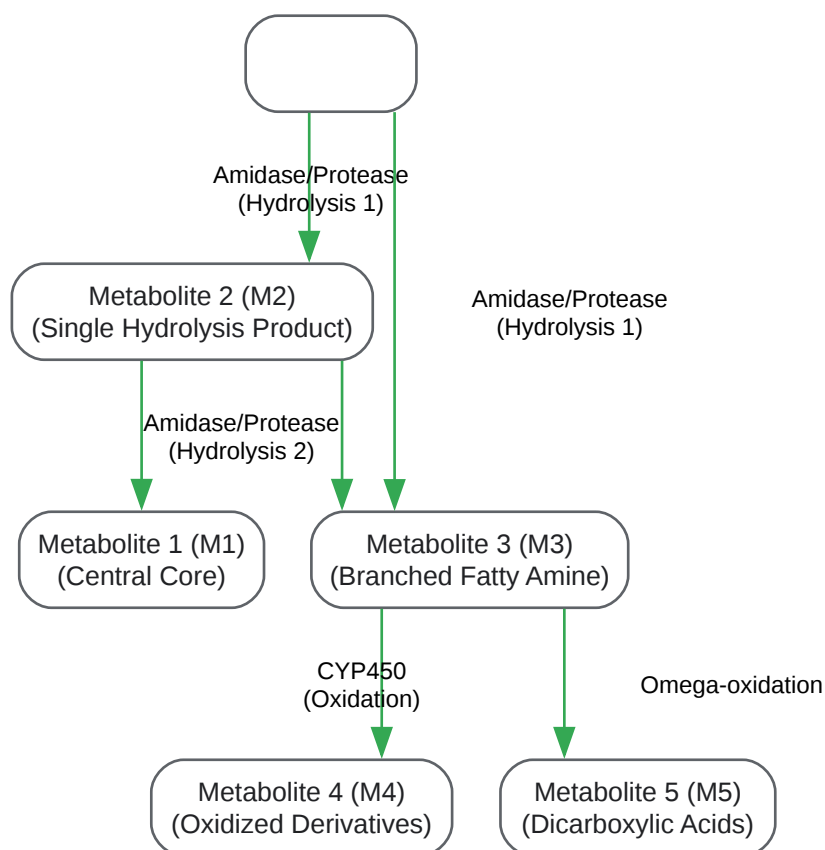 Amidase/Protease
(Hydrolysis 1)
Metabolite 2 (M2)
(Single Hydrolysis Product)
Amidase/Protease
(Hydrolysis 1)
Amidase/Protease
(Hydrolysis 2)
Metabolite 1 (M1)
(Central Core)
Metabolite 3 (M3)
(Branched Fatty Amine)
CYP450
(Oxidation)
Omega-oxidation
Metabolite 4 (M4)
(Oxidized Derivatives)
Metabolite 5 (M5)
(Dicarboxylic Acids)